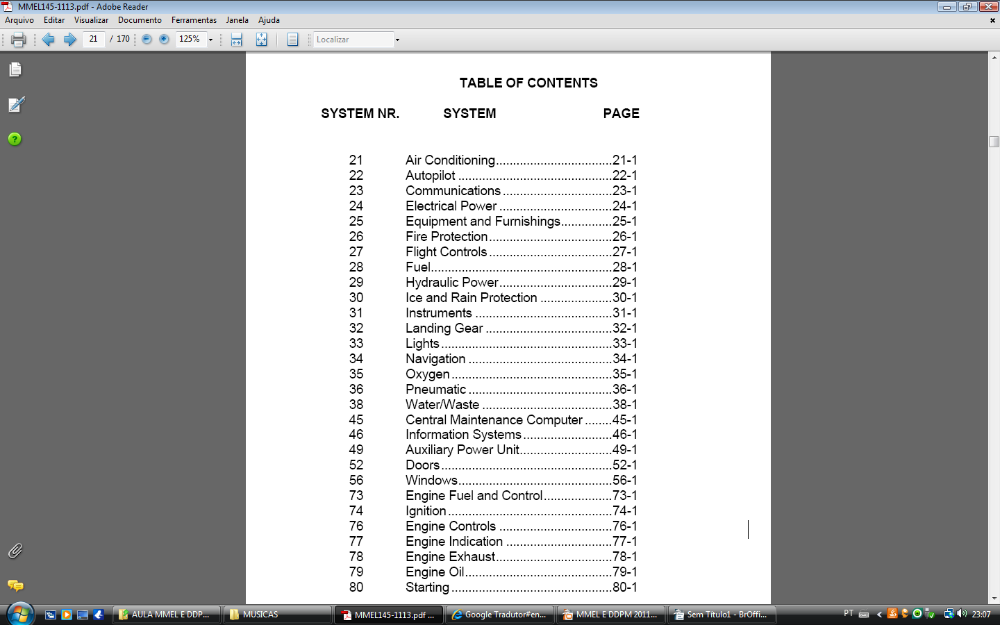 MMEL145-1113.pdf - Adobe Reader
Arquivo Editar Visualizar Documento Ferramentas Janela Ajuda
21 / 170 125% Localizar
TABLE OF CONTENTS
SYSTEM NR. SYSTEM PAGE
21 Air Conditioning..................................21-1
22 Autopilot .............................................22-1
23 Communications................................23-1
24 Electrical Power .................................24-1
25 Equipment and Furnishings...............25-1
26 Fire Protection....................................26-1
27 Flight Controls....................................27-1
28 Fuel.....................................................28-1
29 Hydraulic Power.................................29-1
30 Ice and Rain Protection .....................30-1
31 Instruments ........................................31-1
32 Landing Gear .....................................32-1
33 Lights..................................................33-1
34 Navigation ..........................................34-1
35 Oxygen...............................................35-1
36 Pneumatic ..........................................36-1
38 Water/Waste ......................................38-1
45 Central Maintenance Computer ........45-1
46 Information Systems..........................46-1
49 Auxiliary Power Unit...........................49-1
52 Doors..................................................52-1
56 Windows.............................................56-1
73 Engine Fuel and Control....................73-1
74 Ignition................................................74-1
76 Engine Controls .................................76-1
77 Engine Indication ...............................77-1
78 Engine Exhaust..................................78-1
79 Engine Oil...........................................79-1
80 Starting...............................................80-1
AULA MMEL E DDP... MUSICAS MMEL145-1113.pdf ... Google Tradutor#en... MMEL E DDPM 2011... Sem Título1 - BrOffi... PT 23:07